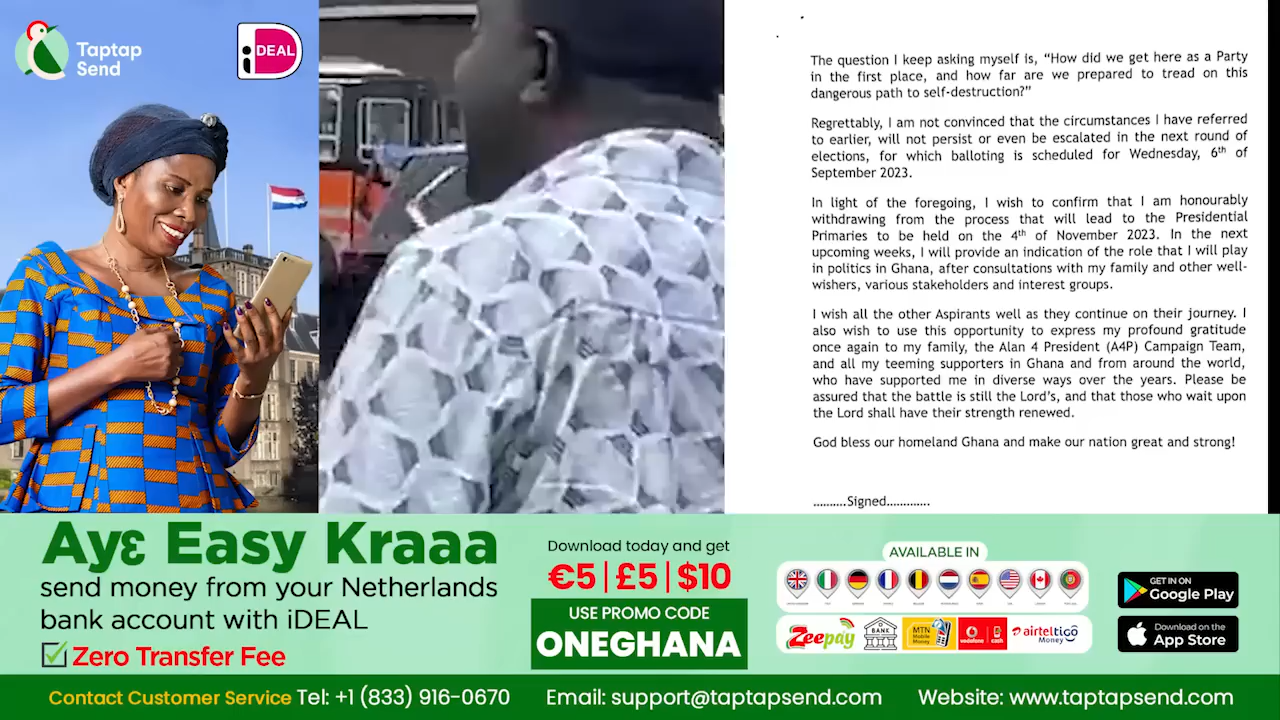 Taptap
Send
iDEAL
The question I keep asking myself is, “How did we get here as a Party
in the first place, and how far are we prepared to tread on this
dangerous path to self-destruction?”
Regrettably, I am not convinced that the circumstances I have referred
to earlier, will not persist or even be escalated in the next round of
elections, for which balloting is scheduled for Wednesday, 6th of
September 2023.
In light of the foregoing, I wish to confirm that I am honourably
withdrawing from the process that will lead to the Presidential
Primaries to be held on the 4th of November 2023. In the next
upcoming weeks, I will provide an indication of the role that I will play
in politics in Ghana, after consultations with my family and other well-
wishers, various stakeholders and interest groups.
I wish all the other Aspirants well as they continue on their journey. I
also wish to use this opportunity to express my profound gratitude
once again to my family, the Alan 4 President (A4P) Campaign Team,
and all my teeming supporters in Ghana and from around the world,
who have supported me in diverse ways over the years. Please be
assured that the battle is still the Lord’s, and that those who wait upon
the Lord shall have their strength renewed.
God bless our homeland Ghana and make our nation great and strong!
..........Signed.............
Ayɛ Easy Kraaa
send money from your Netherlands
bank account with iDEAL
Zero Transfer Fee
Download today and get
€5 | £5 | $10
USE PROMO CODE
ONEGHANA
AVAILABLE IN
Zeepay
BANK
MTN
Mobile
Money
vodafone
cash
airteltigo
Money
GET IN ON
Google Play
Download on the
App Store
Contact Customer Service Tel: +1 (833) 916-0670 Email: support@taptapsend.com Website: www.taptapsend.com